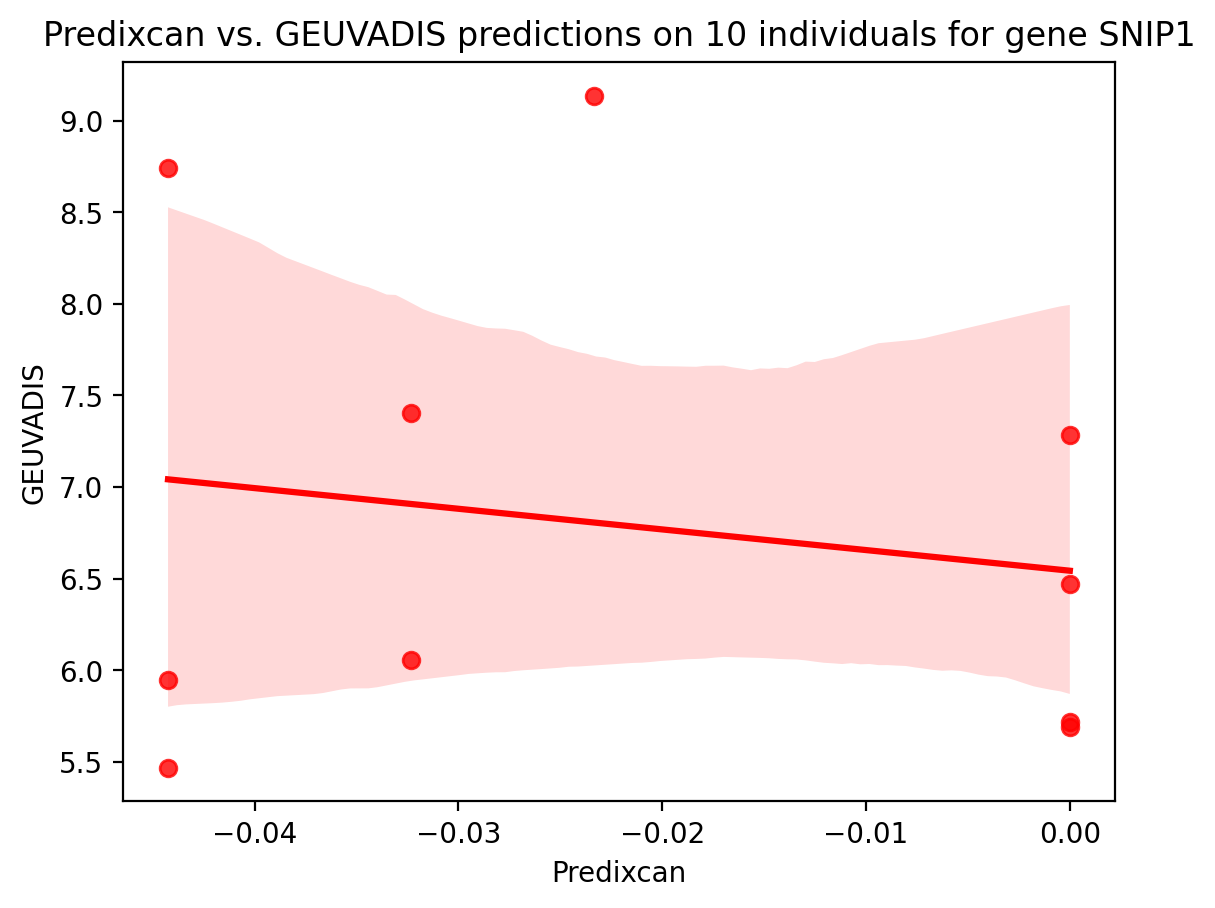 Predixcan vs. GEUVADIS predictions on 10 individuals for gene SNIP1
9.0
8.5
8.0
7.5
7.0
6.5
6.0
5.5
GEUVADIS
−0.04 −0.03 −0.02 −0.01 0.00
Predixcan